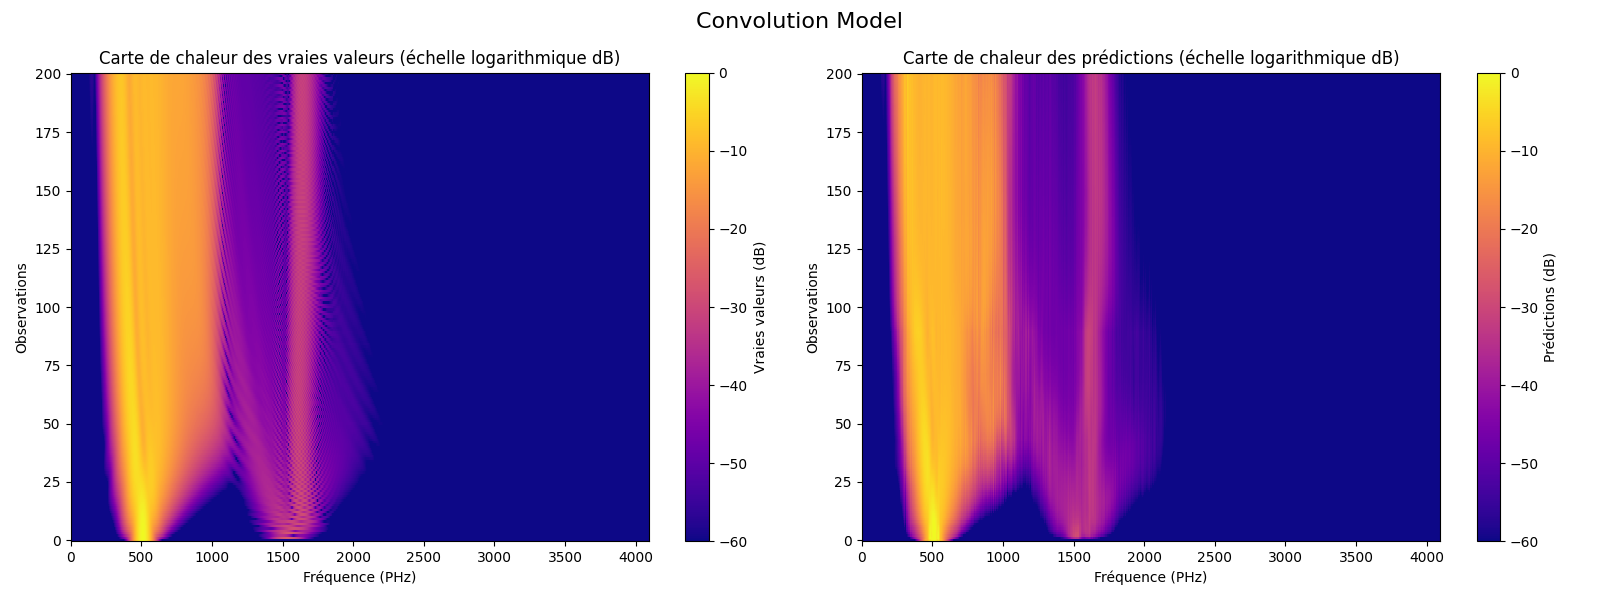 Convolution Model
Carte de chaleur des vraies valeurs (échelle logarithmique dB)
200
175
150
125
100
75
50
25
0
Observations
0 500 1000 1500 2000 2500 3000 3500 4000
Fréquence (PHz)
0
−10
−20
−30
−40
−50
−60
Vraies valeurs (dB)
Carte de chaleur des prédictions (échelle logarithmique dB)
200
175
150
125
100
75
50
25
0
Observations
0 500 1000 1500 2000 2500 3000 3500 4000
Fréquence (PHz)
0
−10
−20
−30
−40
−50
−60
Prédictions (dB)